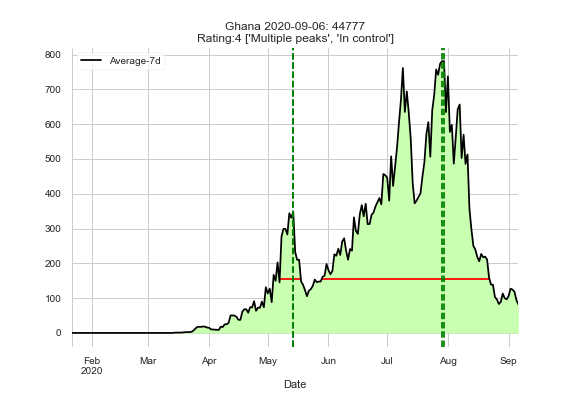 Ghana 2020-09-06: 44777
Rating:4 ['Multiple peaks', 'In control']
Average-7d
800
700
600
500
400
300
200
100
0
Feb Mar Apr May Jun Jul Aug Sep
2020
Date